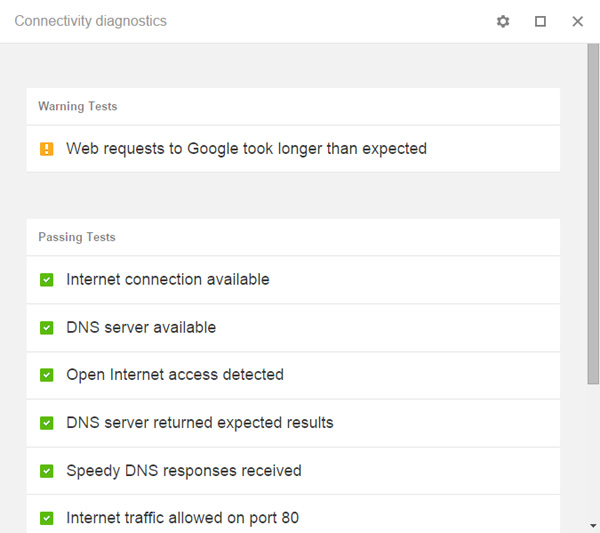 Connectivity diagnostics
Warning Tests
Web requests to Google took longer than expected
Passing Tests
Internet connection available
DNS server available
Open Internet access detected
DNS server returned expected results
Speedy DNS responses received
Internet traffic allowed on port 80